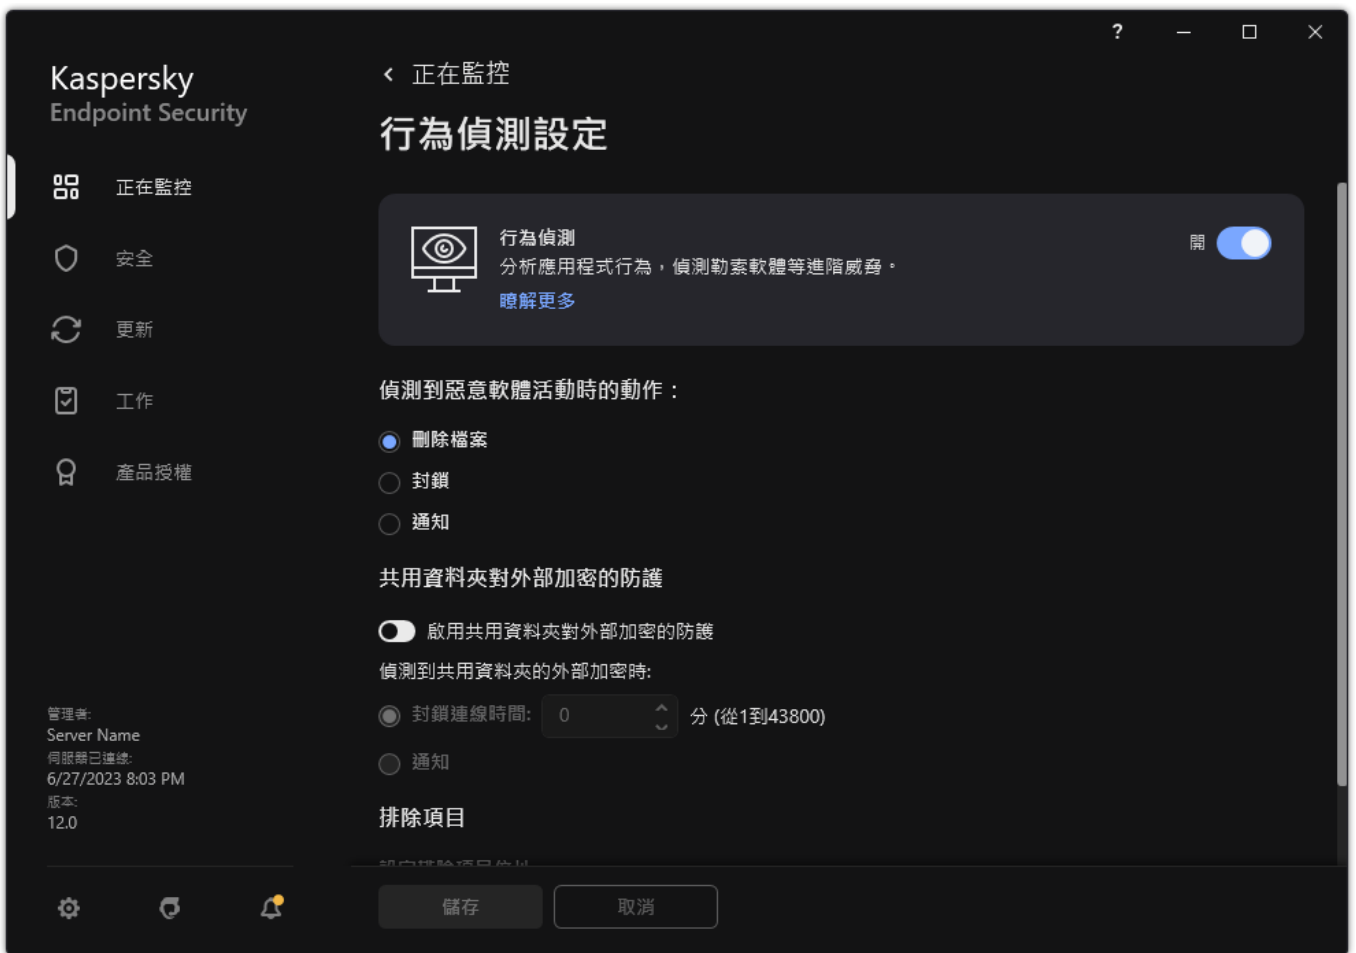 ?
Kaspersky
Endpoint Security
正在監控
安全
更新
工作
產品授權
管理者:
Server Name
伺服器已連線:
6/27/2023 8:03 PM
版本:
12.0
正在監控
行為偵測設定
行為偵測
分析應用程式行為，偵測勒索軟體等進階威脅。
瞭解更多
開
偵測到惡意軟體活動時的動作：
刪除檔案
封鎖
通知
共用資料夾對外部加密的防護
啟用共用資料夾對外部加密的防護
偵測到共用資料夾的外部加密時:
封鎖連線時間: 0 分 (從1到43800)
通知
排除項目
設定排除項目位址
儲存 取消